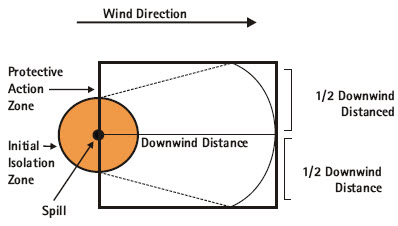 Wind Direction
Protective
Action
Zone
Initial
Isolation
Zone
Spill
Downwind Distance
1/2 Downwind
Distanced
1/2 Downwind
Distance